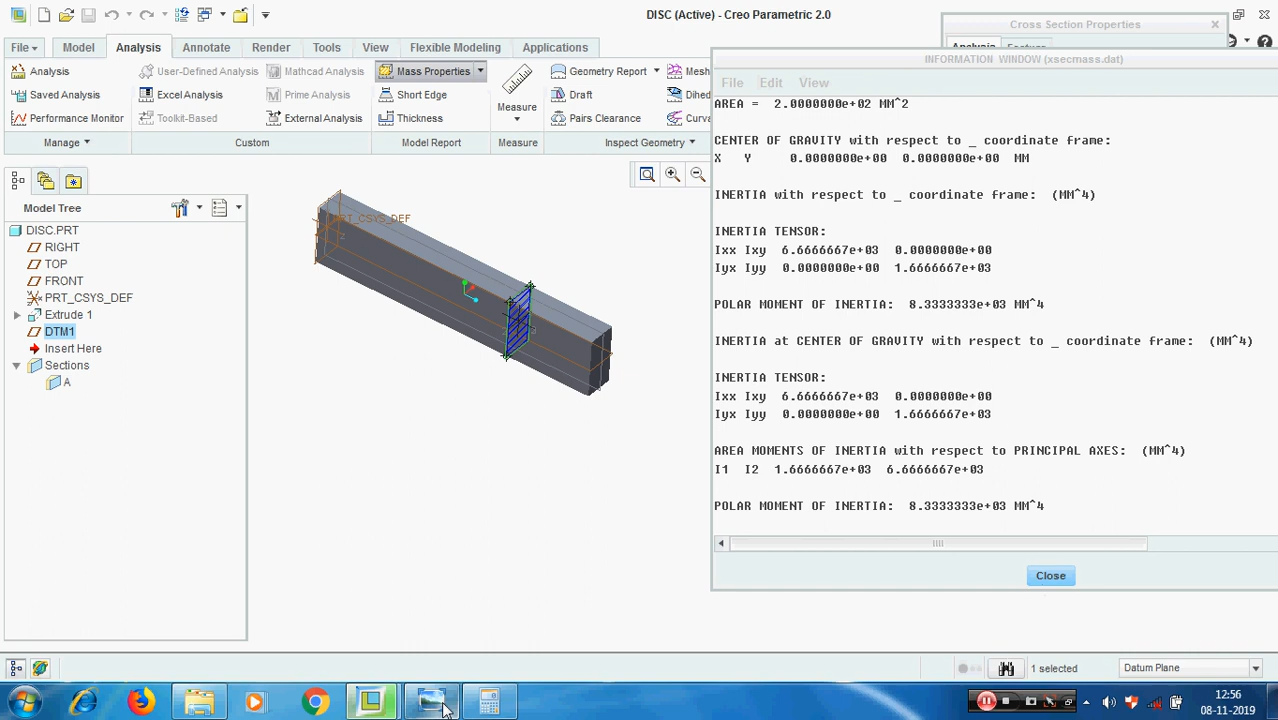 DISC (Active) - Creo Parametric 2.0
Cross Section Properties
File Model Analysis Annotate Render Tools View Flexible Modeling Applications
Analysis
Saved Analysis
Performance Monitor
Manage
User-Defined Analysis
Excel Analysis
Toolkit-Based
Mathcad Analysis
Prime Analysis
External Analysis
Custom
Mass Properties
Short Edge
Thickness
Model Report
Measure
Measure
Geometry Report
Draft
Pairs Clearance
Mesh
Dihed
Curva
Inspect Geometry
Model Tree
DISC.PRT
RIGHT
TOP
FRONT
PRT_CSYS_DEF
Extrude 1
DTM1
Insert Here
Sections
A
PRT_CSYS_DEF
INFORMATION WINDOW (xsecmass.dat)
File Edit View
AREA = 2.0000000e+02 MM^2
CENTER OF GRAVITY with respect to _ coordinate frame:
X Y 0.0000000e+00 0.0000000e+00 MM
INERTIA with respect to _ coordinate frame: (MM^4)
INERTIA TENSOR:
Ixx Ixy 6.6666667e+03 0.0000000e+00
Iyx Iyy 0.0000000e+00 1.6666667e+03
POLAR MOMENT OF INERTIA: 8.3333333e+03 MM^4
INERTIA at CENTER OF GRAVITY with respect to _ coordinate frame: (MM^4)
INERTIA TENSOR:
Ixx Ixy 6.6666667e+03 0.0000000e+00
Iyx Iyy 0.0000000e+00 1.6666667e+03
AREA MOMENTS OF INERTIA with respect to PRINCIPAL AXES: (MM^4)
I1 I2 1.6666667e+03 6.6666667e+03
POLAR MOMENT OF INERTIA: 8.3333333e+03 MM^4
Close
1 selected
Datum Plane
12:56
08-11-2019